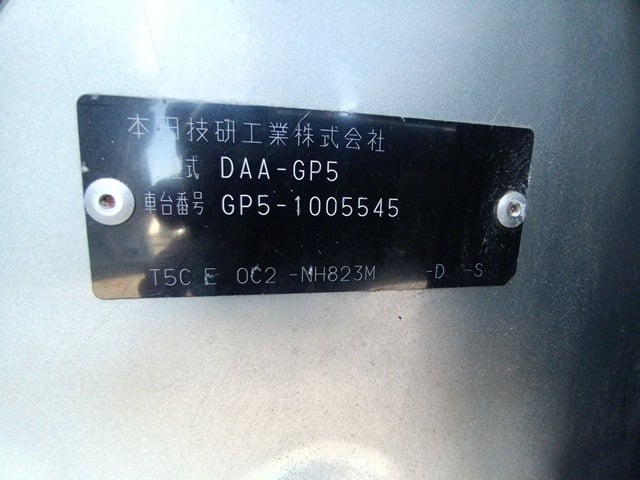 本田技研工業株式会社
型式 DAA-GP5
車台番号 GP5-1005545
T5C E 0C2 -NH823M -D -S